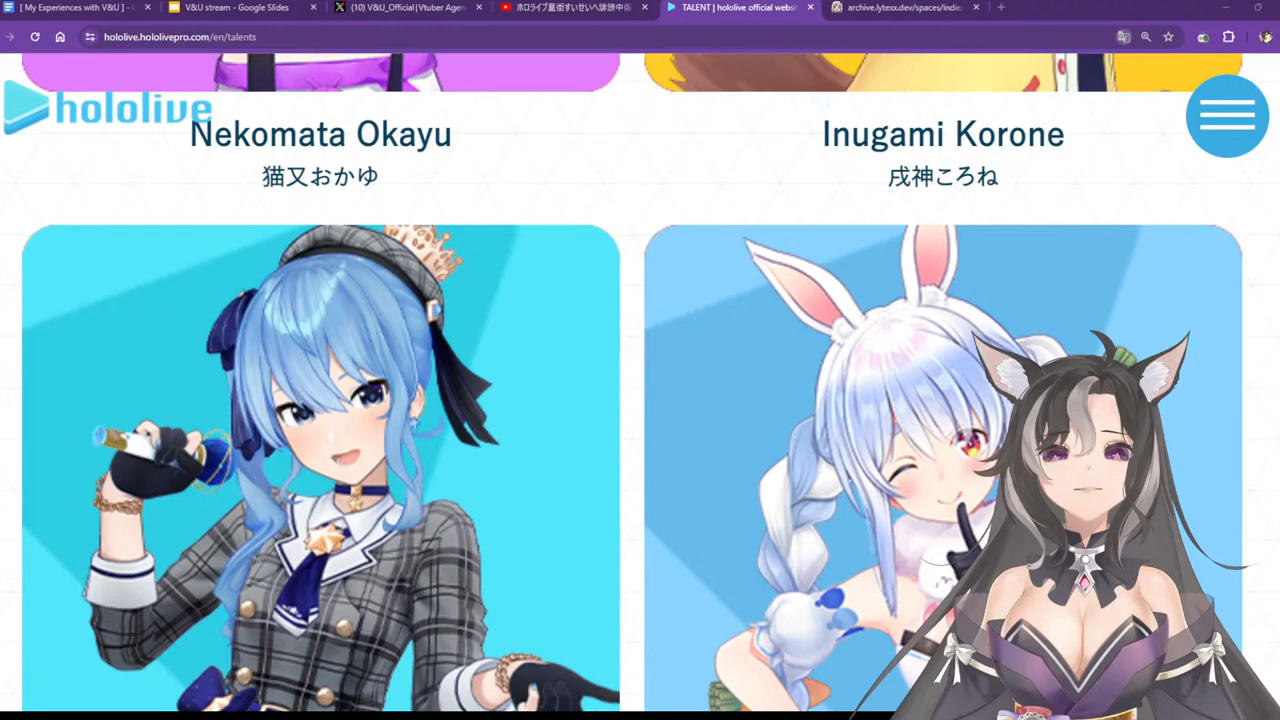 [ My Experiences with V&U ] - G
V&U stream - Google Slides
(10) V&U_Official | Vtuber Agen
ホロライブ星街すいせいへ誹謗中傷
TALENT | hololive official websi
archive.lytexx.dev/spaces/indie
hololive.hololivepro.com/en/talents
hololive
Nekomata Okayu
Inugami Korone
猫又おかゆ
戌神ころね